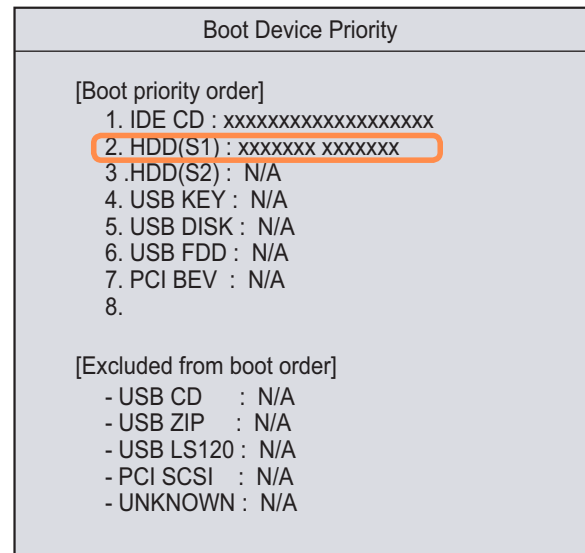 Boot Device Priority
[Boot priority order]
1. IDE CD : xxxxxxxxxxxxxxxxxxx
2. HDD(S1) : xxxxxxx xxxxxxx
3 .HDD(S2) : N/A
4. USB KEY : N/A
5. USB DISK : N/A
6. USB FDD : N/A
7. PCI BEV : N/A
8.
[Excluded from boot order]
- USB CD : N/A
- USB ZIP : N/A
- USB LS120 : N/A
- PCI SCSI : N/A
- UNKNOWN : N/A